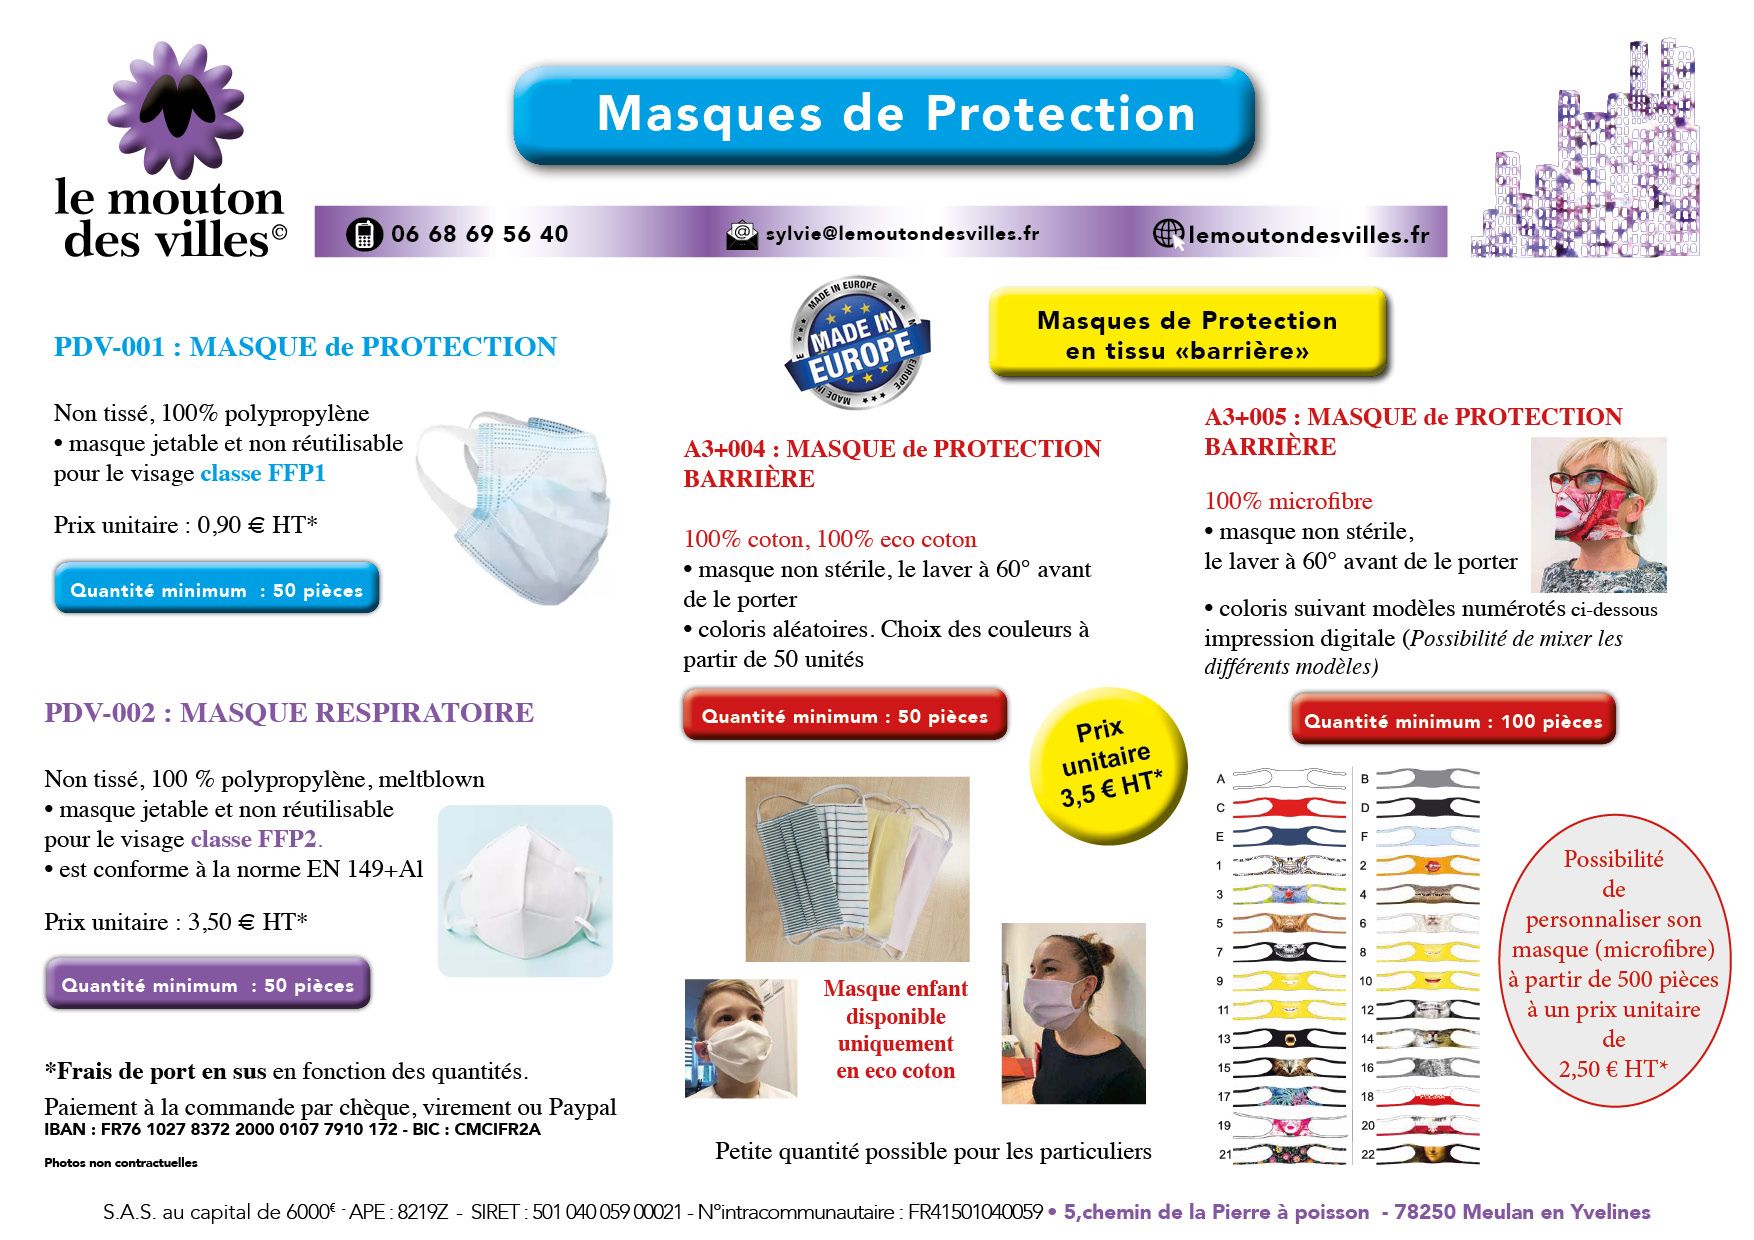 Masques de Protection
le mouton
des villes©
06 68 69 56 40
sylvie@lemoutondesvilles.fr
lemoutondesvilles.fr
PDV-001 : MASQUE de PROTECTION
Non tissé, 100% polypropylène
• masque jetable et non réutilisable
pour le visage classe FFP1
Prix unitaire : 0,90 € HT*
Quantité minimum : 50 pièces
PDV-002 : MASQUE RESPIRATOIRE
Non tissé, 100 % polypropylène, meltblown
• masque jetable et non réutilisable
pour le visage classe FFP2.
• est conforme à la norme EN 149+Al
Prix unitaire : 3,50 € HT*
Quantité minimum : 50 pièces
*Frais de port en sus en fonction des quantités.
Paiement à la commande par chèque, virement ou Paypal
IBAN : FR76 1027 8372 2000 0107 7910 172 - BIC : CMCIFR2A
Photos non contractuelles
MADE IN EUROPE
MADE IN
EUROPE
MADE IN EUROPE
Masques de Protection
en tissu «barrière»
A3+004 : MASQUE de PROTECTION
BARRIÈRE
100% coton, 100% eco coton
• masque non stérile, le laver à 60° avant
de le porter
• coloris aléatoires. Choix des couleurs à
partir de 50 unités
Quantité minimum : 50 pièces
Prix
unitaire
3,5 € HT*
Masque enfant
disponible
uniquement
en eco coton
Petite quantité possible pour les particuliers
A3+005 : MASQUE de PROTECTION
BARRIÈRE
100% microfibre
• masque non stérile,
le laver à 60° avant de le porter
• coloris suivant modèles numérotés ci-dessous
impression digitale (Possibilité de mixer les
différents modèles)
Quantité minimum : 100 pièces
A B
C D
E F
1 2
3 4
5 6
7 8
9 10
11 12
13 14
15 16
17 18
19 20
21 22
POLSKA
Possibilité
de
personnaliser son
masque (microfibre)
à partir de 500 pièces
à un prix unitaire
de
2,50 € HT*
S.A.S. au capital de 6000€ - APE : 8219Z - SIRET : 501 040 059 00021 - N°intracommunautaire : FR41501040059 • 5,chemin de la Pierre à poisson - 78250 Meulan en Yvelines